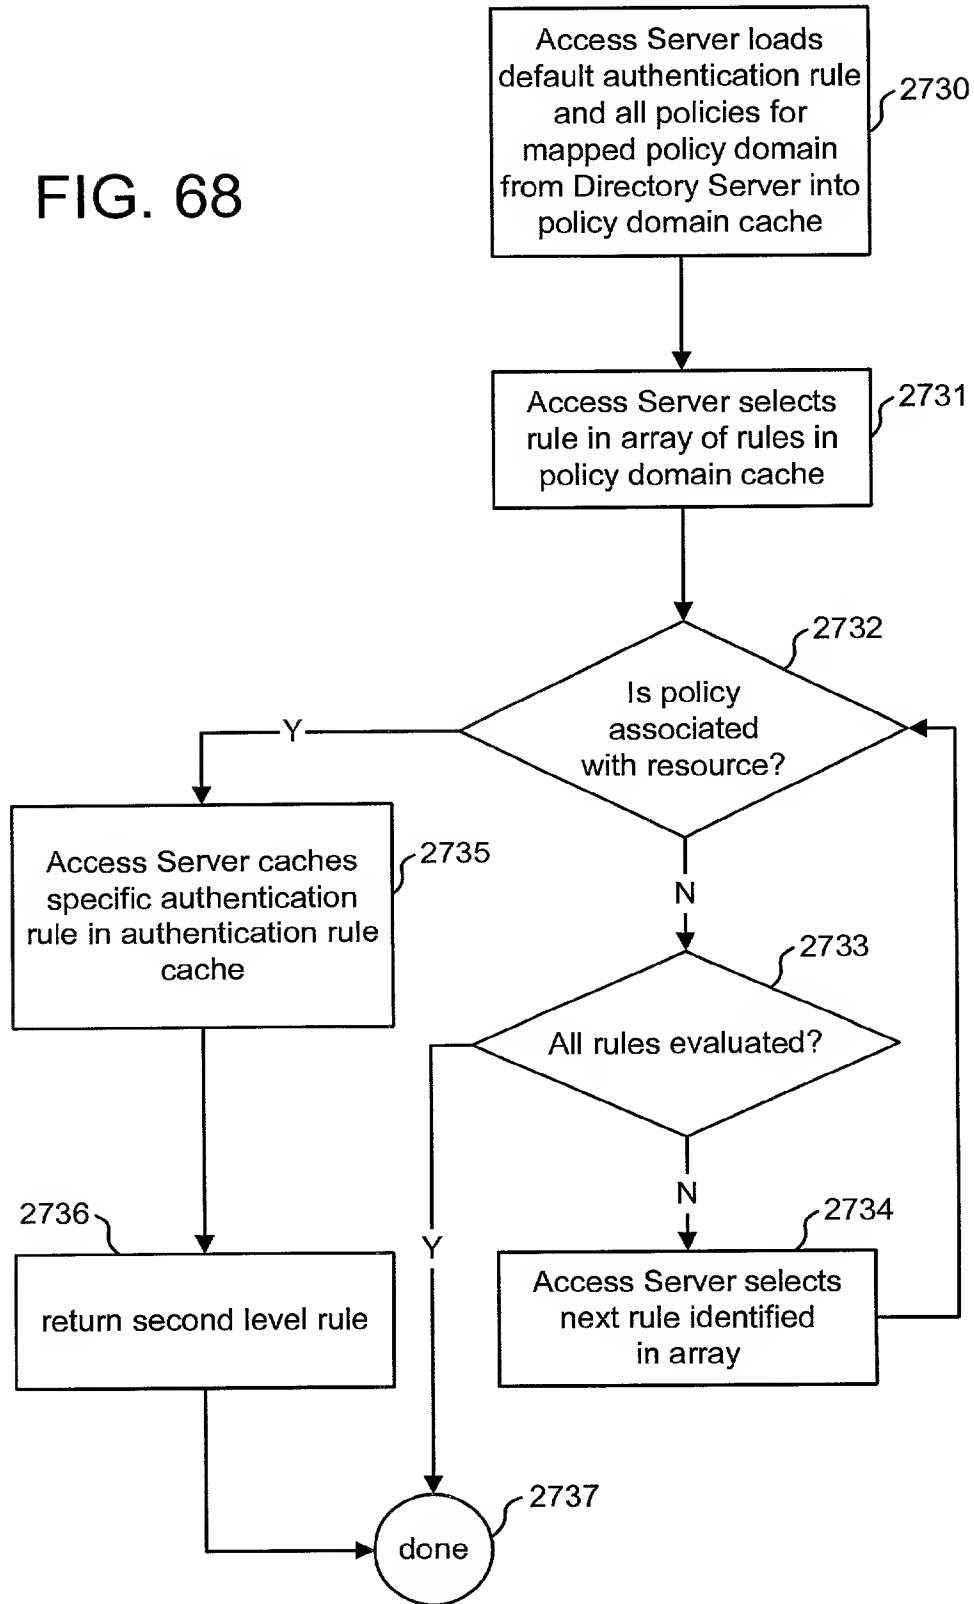 FIG. 68
Access Server loads
default authentication rule
and all policies for
mapped policy domain
from Directory Server into
policy domain cache
2730
Access Server selects
rule in array of rules in
policy domain cache
2731
Is policy
associated
with resource?
2732
Y
N
Access Server caches
specific authentication
rule in authentication rule
cache
2735
All rules evaluated?
2733
Y
N
return second level rule
2736
Access Server selects
next rule identified
in array
2734
done
2737